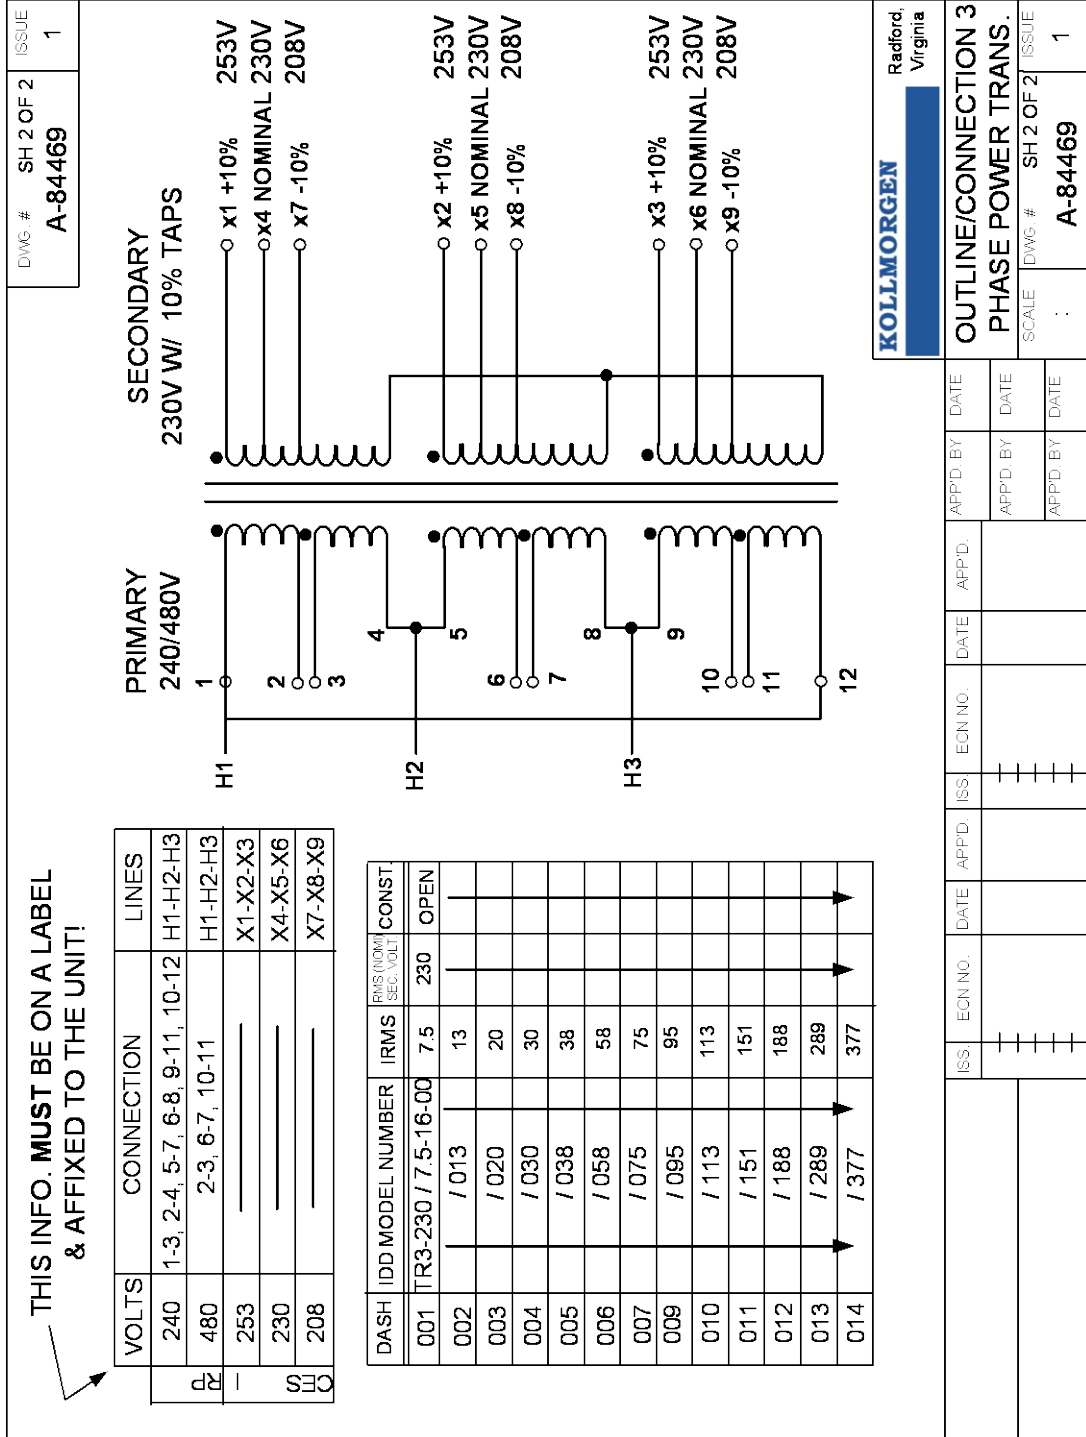 DWG. # SH 2 OF 2 ISSUE
A-84469 1
THIS INFO. MUST BE ON A LABEL
& AFFIXED TO THE UNIT!
VOLTS CONNECTION LINES
240 1-3, 2-4, 5-7, 6-8, 9-11, 10-12 H1-H2-H3
480 2-3, 6-7, 10-11 H1-H2-H3
253 X1-X2-X3
230 X4-X5-X6
208 X7-X8-X9
RP I
CES
PRIMARY
240/480V
SECONDARY
230V W/ 10% TAPS
H1 1 x1 +10% 253V
x4 NOMINAL 230V
2 x7 -10% 208V
3
4
H2
5 x2 +10% 253V
x5 NOMINAL 230V
6 x8 -10% 208V
7
8
H3
9 x3 +10% 253V
x6 NOMINAL 230V
10 x9 -10% 208V
11
12
DASH IDD MODEL NUMBER IRMS RMS (NOM) SEC. VOLT CONST.
001 TR3-230 / 7.5-16-00 7.5 230 OPEN
002 / 013 13
003 / 020 20
004 / 030 30
005 / 038 38
006 / 058 58
007 / 075 75
009 / 095 95
010 / 113 113
011 / 151 151
012 / 188 188
013 / 289 289
014 / 377 377
KOLLMORGEN
Radford,
Virginia
ISS. ECN NO. DATE APP'D. ISS. ECN NO. DATE APP'D. APP'D. BY DATE
APP'D. BY DATE
APP'D. BY DATE
OUTLINE/CONNECTION 3
PHASE POWER TRANS.
SCALE DWG. # SH 2 OF 2 ISSUE
: A-84469 1